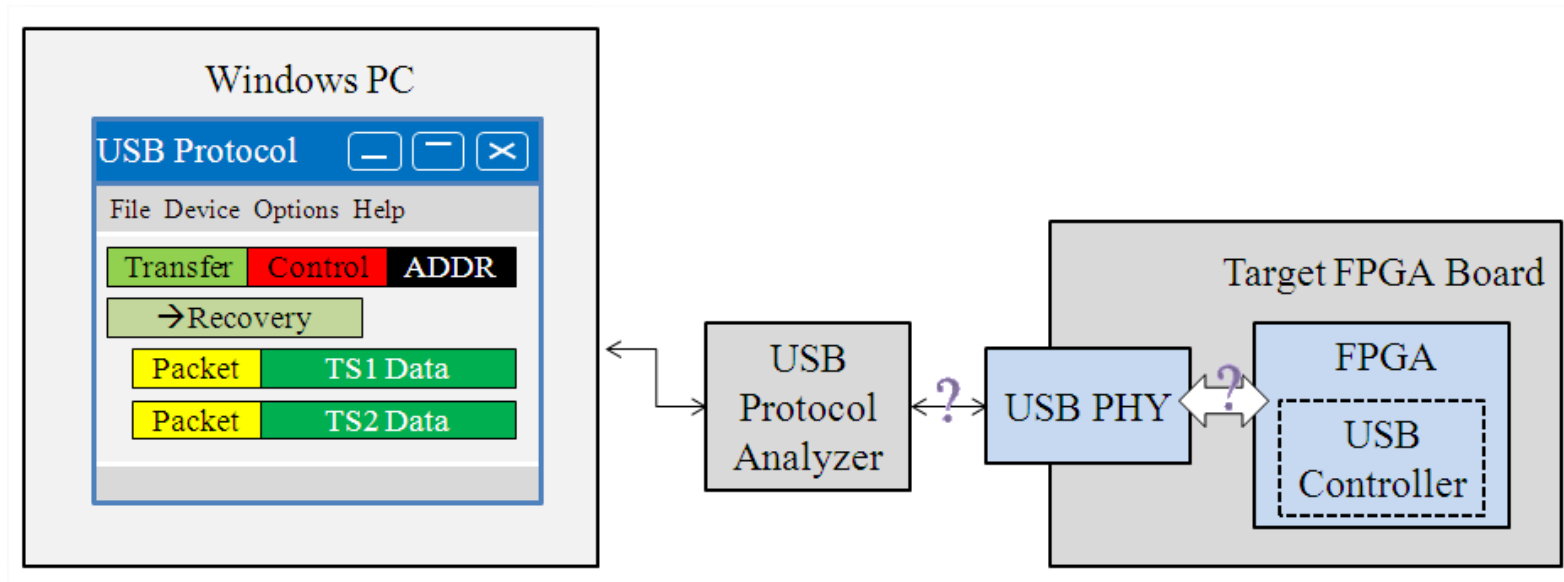 Windows PC
USB Protocol
File Device Options Help
Transfer Control ADDR
→Recovery
Packet TS1 Data
Packet TS2 Data
USB
Protocol
Analyzer
?
USB PHY
?
Target FPGA Board
FPGA
USB
Controller